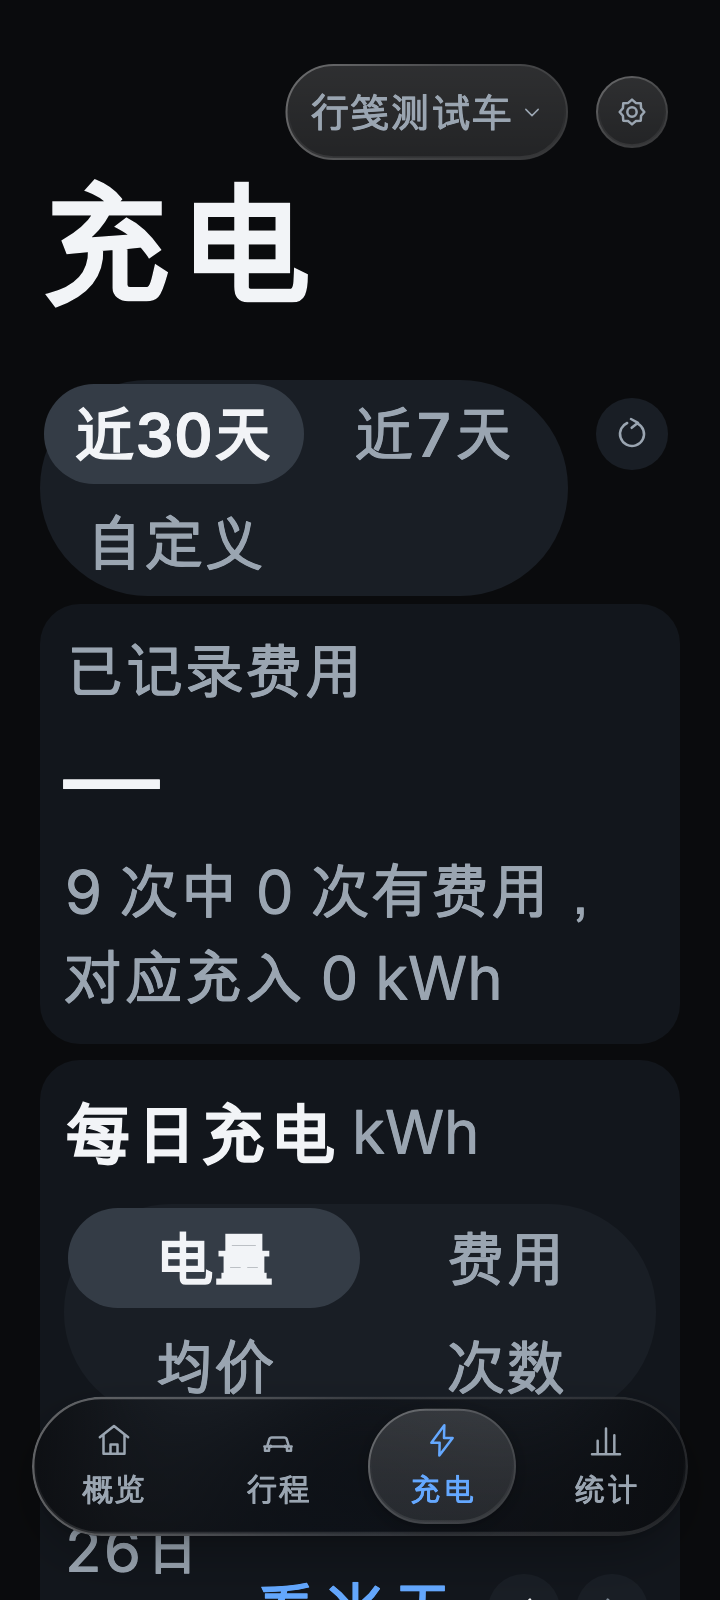 行笺测试车
充电
近30天 近7天
自定义
已记录费用
—
9 次中 0 次有费用，
对应充入 0 kWh
每日充电 kWh
电量 费用
均价 次数
概览 行程 充电 统计
26日